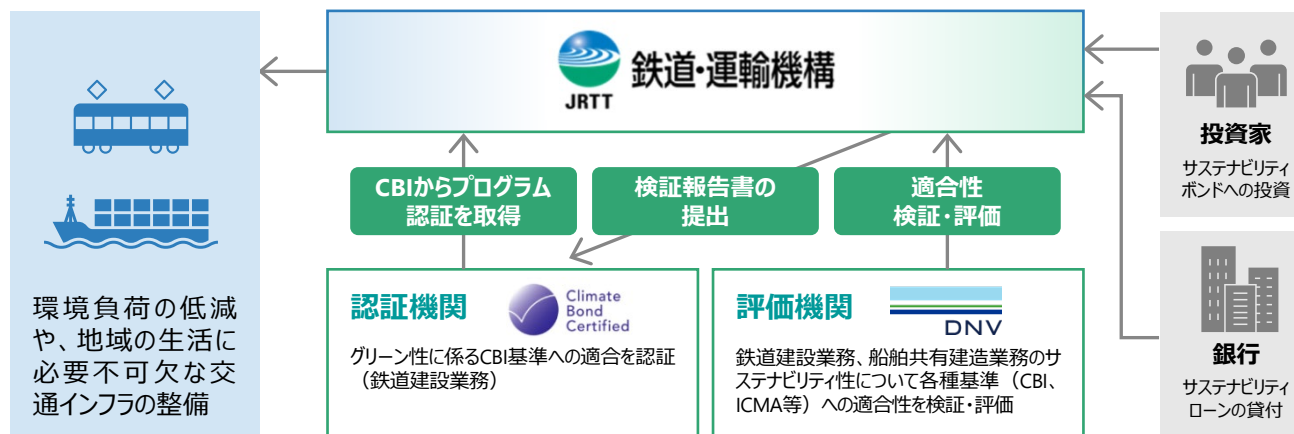 JRTT
鉄道・運輸機構
CBIからプログラム
認証を取得
検証報告書の
提出
適合性
検証・評価
認証機関
Climate
Bond
Certified
グリーン性に係るCBI基準への適合を認証
（鉄道建設業務）
評価機関
DNV
鉄道建設業務、船舶共有建造業務のサ
ステナビリティ性について各種基準（CBI、
ICMA等）への適合性を検証・評価
環境負荷の低減
や、地域の生活に
必要不可欠な交
通インフラの整備
投資家
サステナビリティ
ボンドへの投資
銀行
サステナビリティ
ローンの貸付